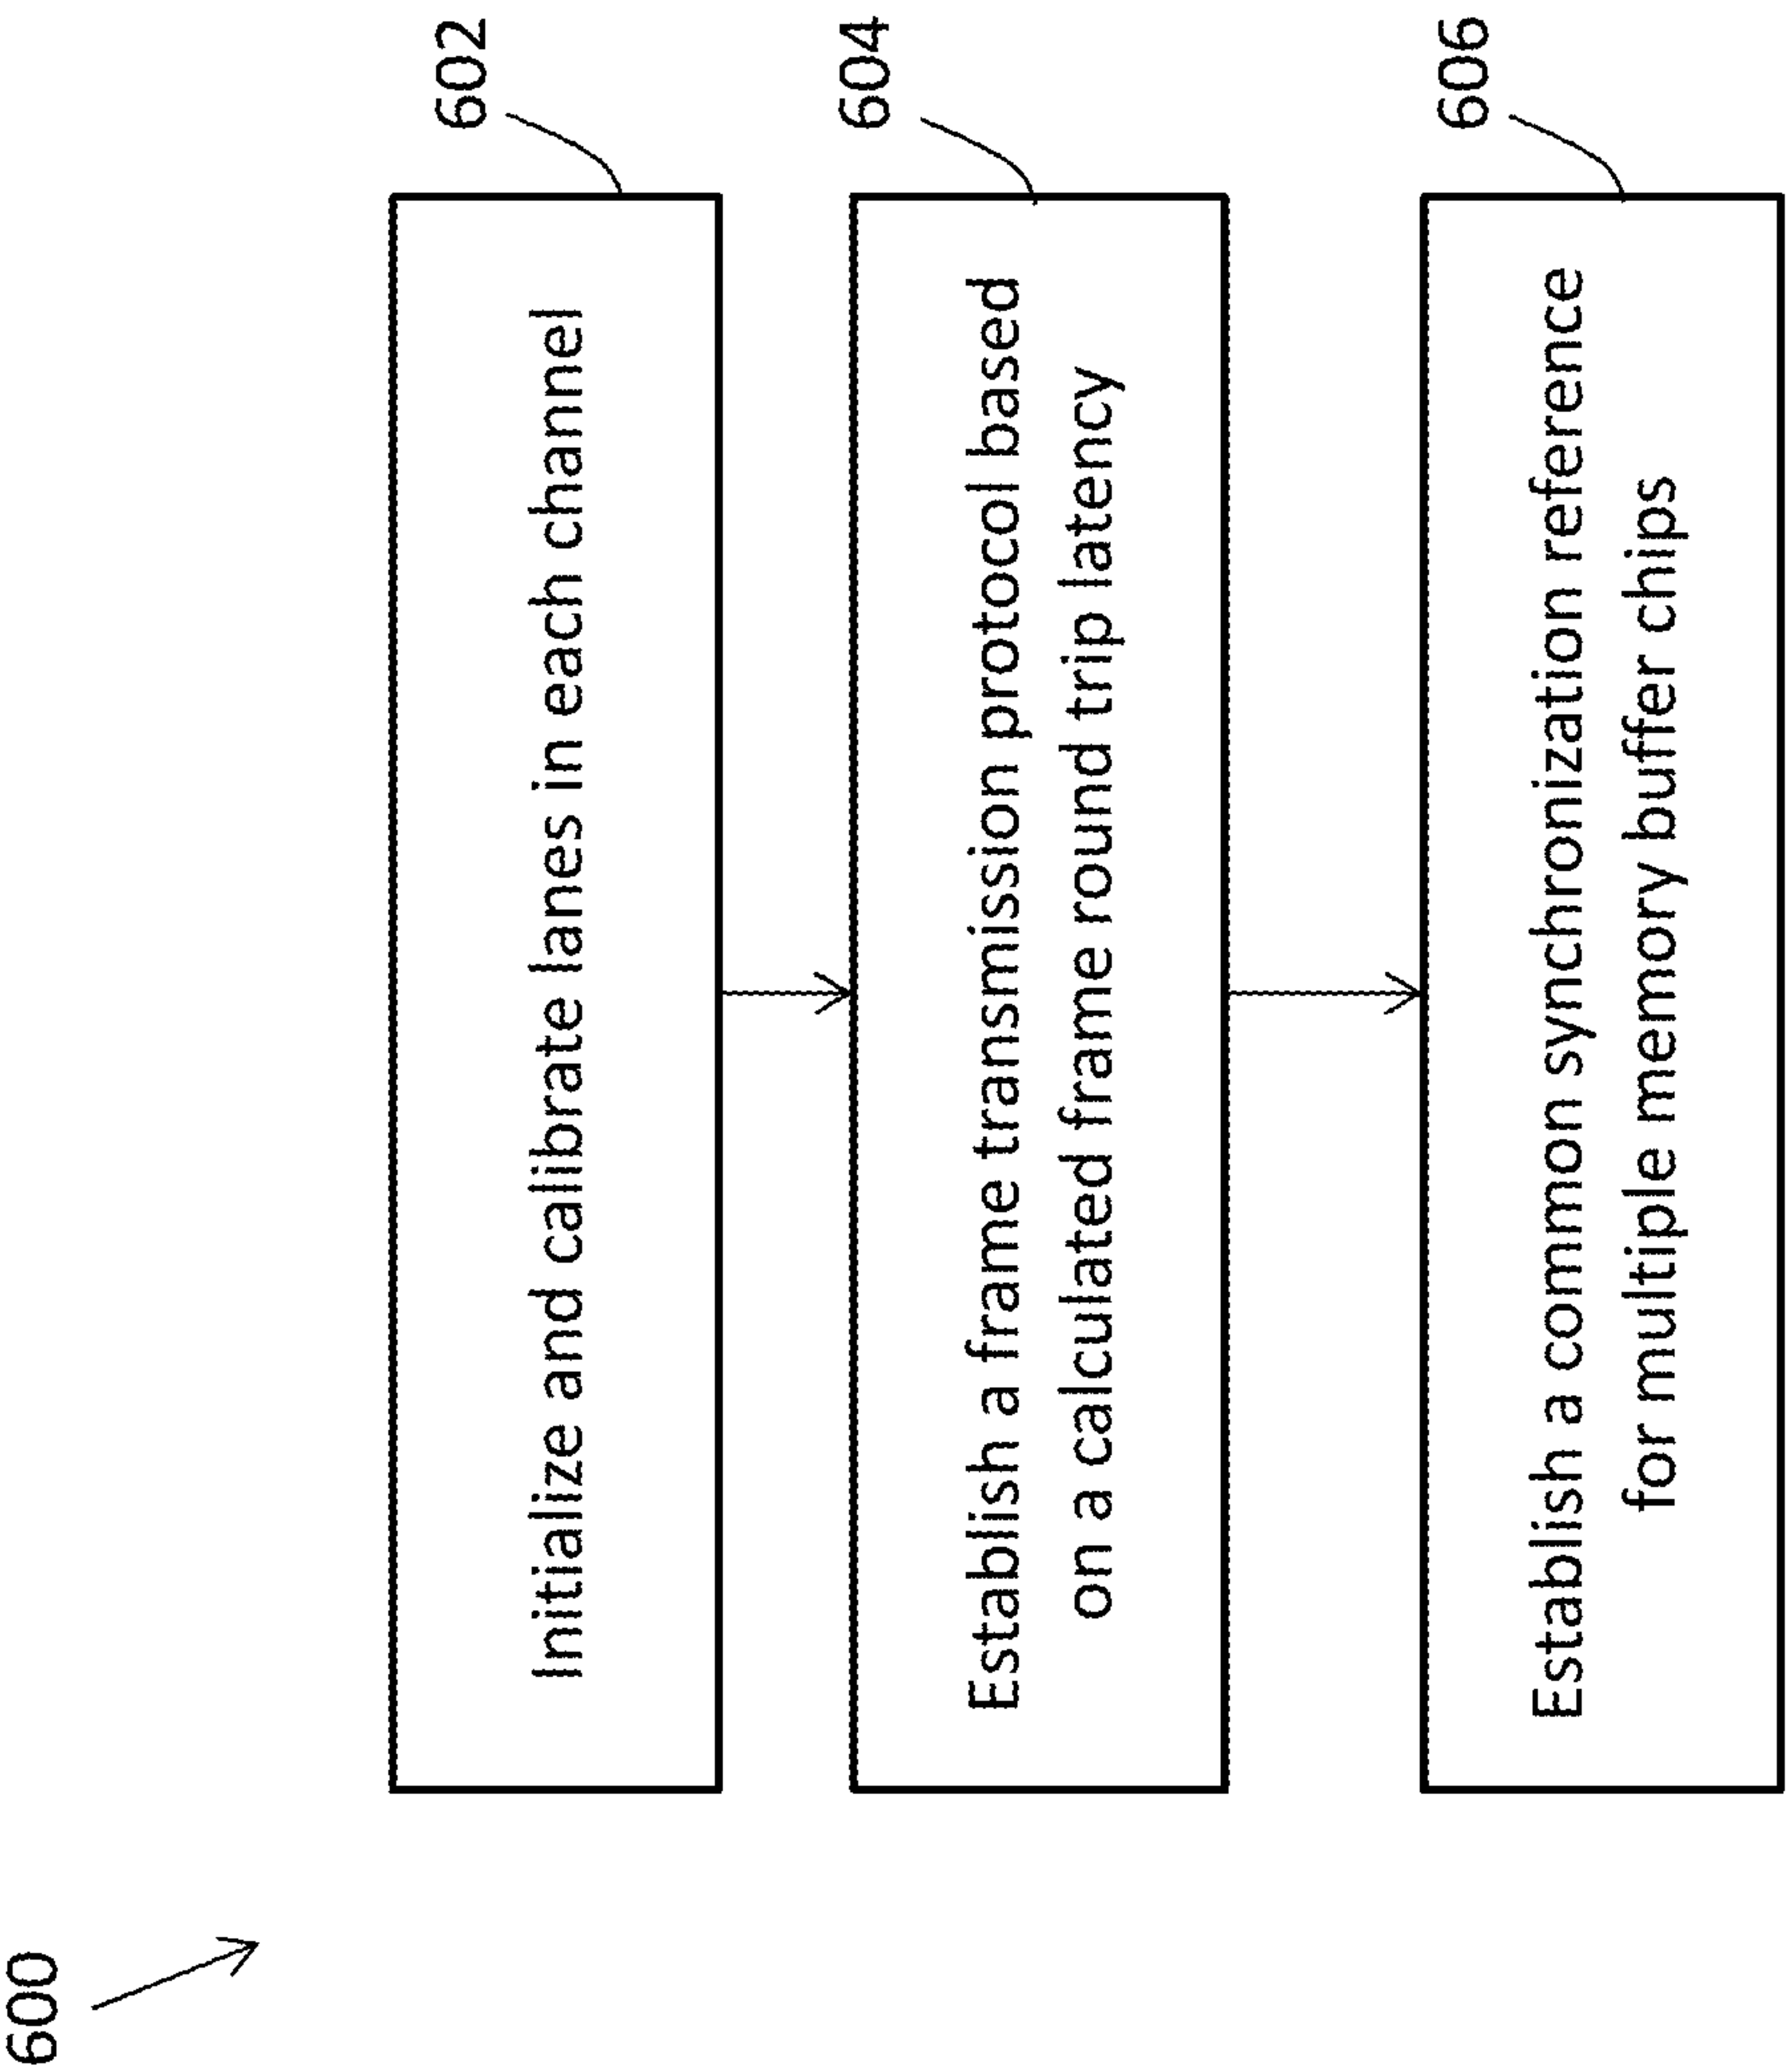 600
602
Initialize and calibrate lanes in each channel
604
Establish a frame transmission protocol based
on a calculated frame round trip latency
606
Establish a common synchronization reference
for multiple memory buffer chips